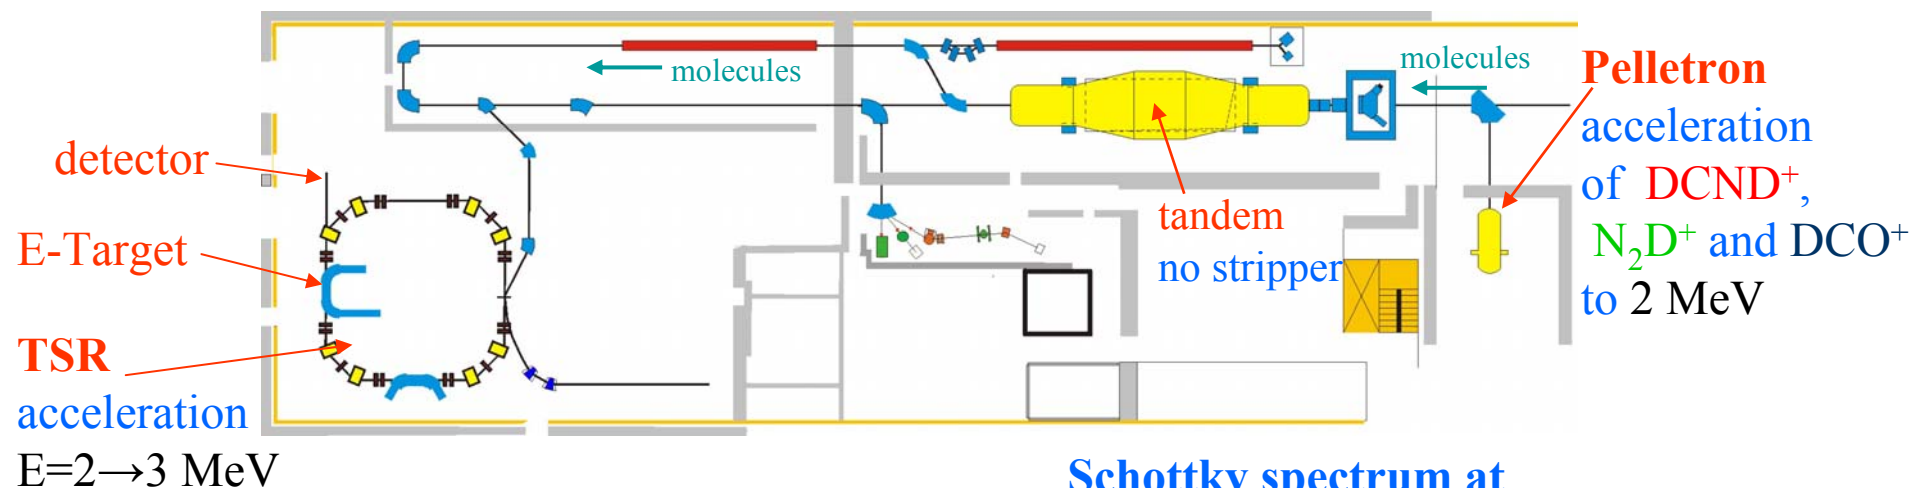 molecules
molecules
Pelletron
acceleration
of DCND⁺,
N₂D⁺ and DCO⁺
to 2 MeV
detector
E-Target
tandem
no stripper
TSR
acceleration
E=2→3 MeV
Schottky spectrum at